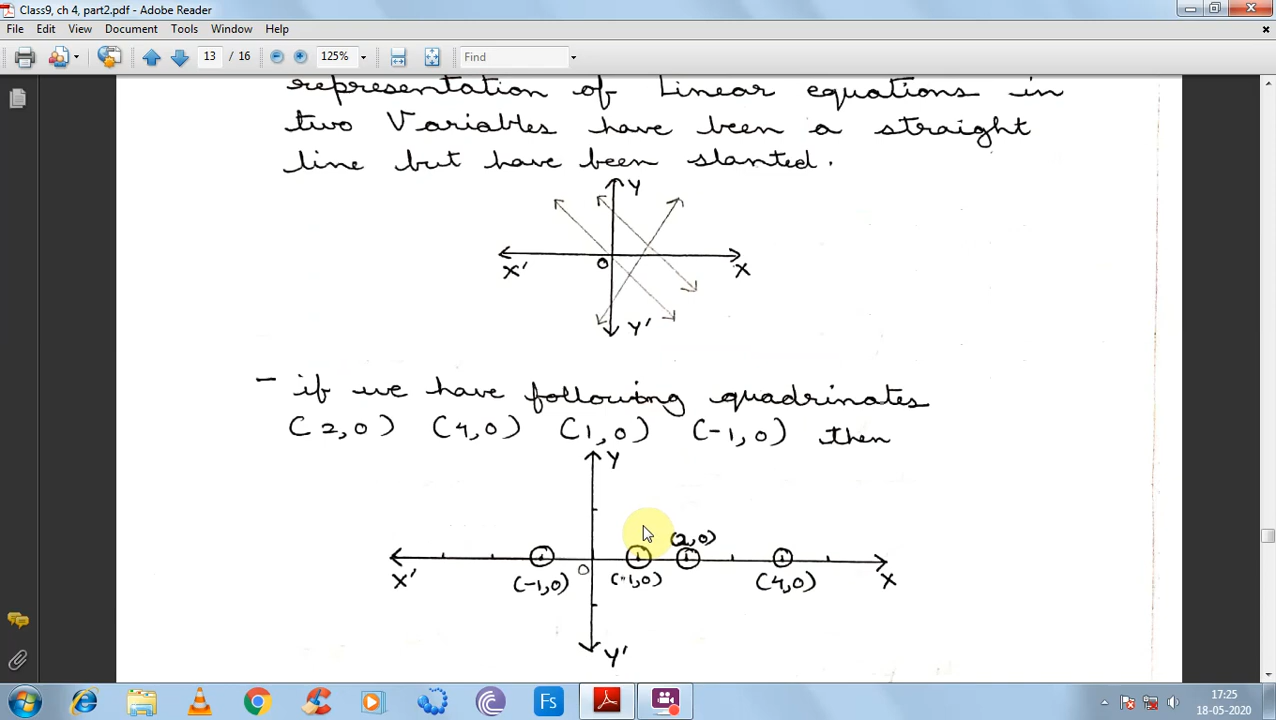 Class9, ch 4, part2.pdf - Adobe Reader
File Edit View Document Tools Window Help
13 / 16 125% Find
representation of Linear equations in
two Variables have been a straight
line but have been slanted.
Y
X' O X
Y'
- if we have following quadrinates
(2,0) (4,0) (1,0) (-1,0) then
Y
(2,0)
X' (-1,0) O (-1,0) (4,0) X
Y'
Fs
17:25
18-05-2020